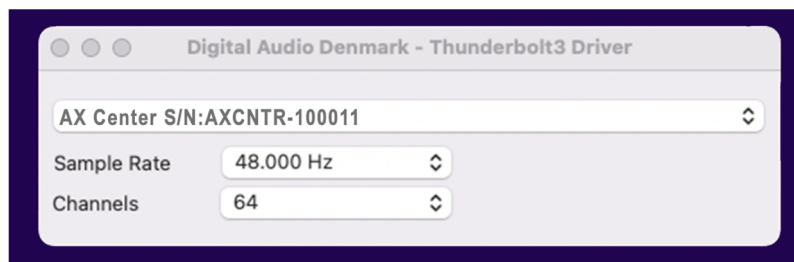 Digital Audio Denmark - Thunderbolt3 Driver
AX Center S/N:AXCNTR-100011
Sample Rate 48.000 Hz
Channels 64